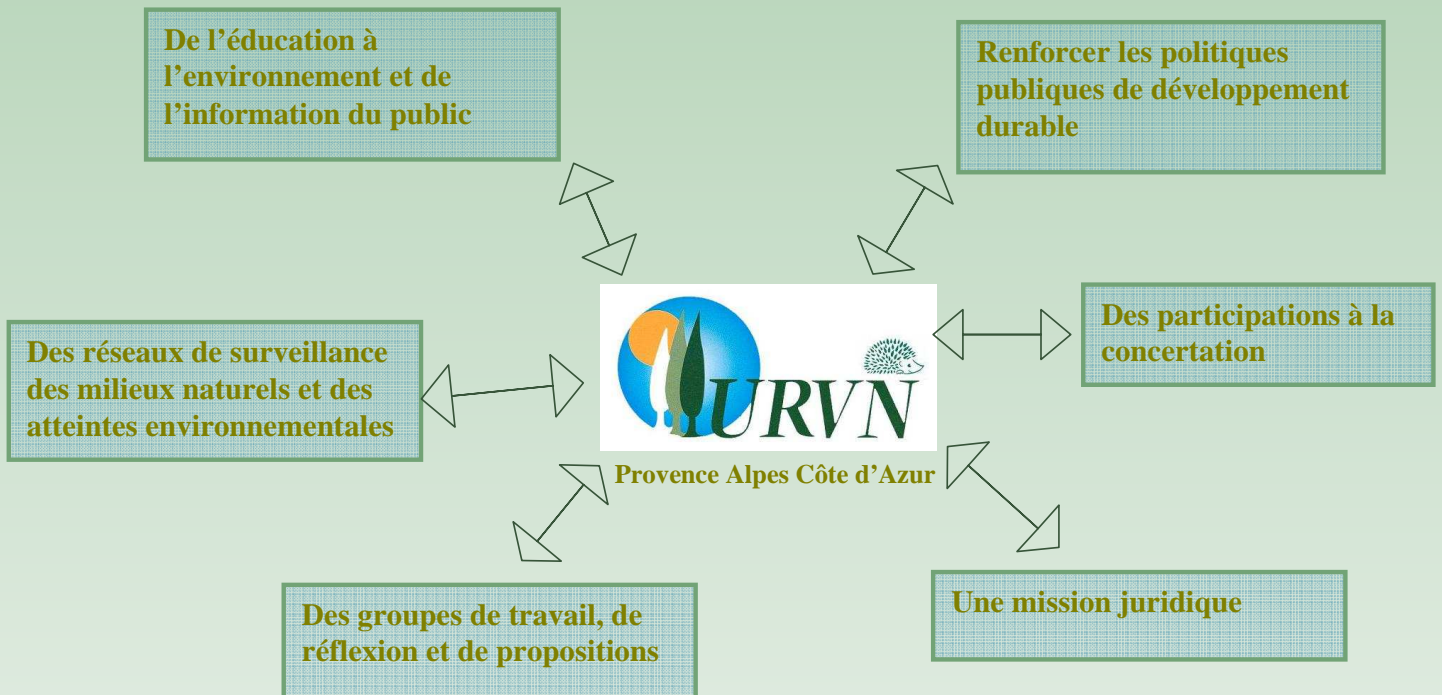 De l’éducation à
l’environnement et de
l’information du public
Renforcer les politiques
publiques de développement
durable
Des réseaux de surveillance
des milieux naturels et des
atteintes environnementales
URVN
Provence Alpes Côte d’Azur
Des participations à la
concertation
Des groupes de travail, de
réflexion et de propositions
Une mission juridique